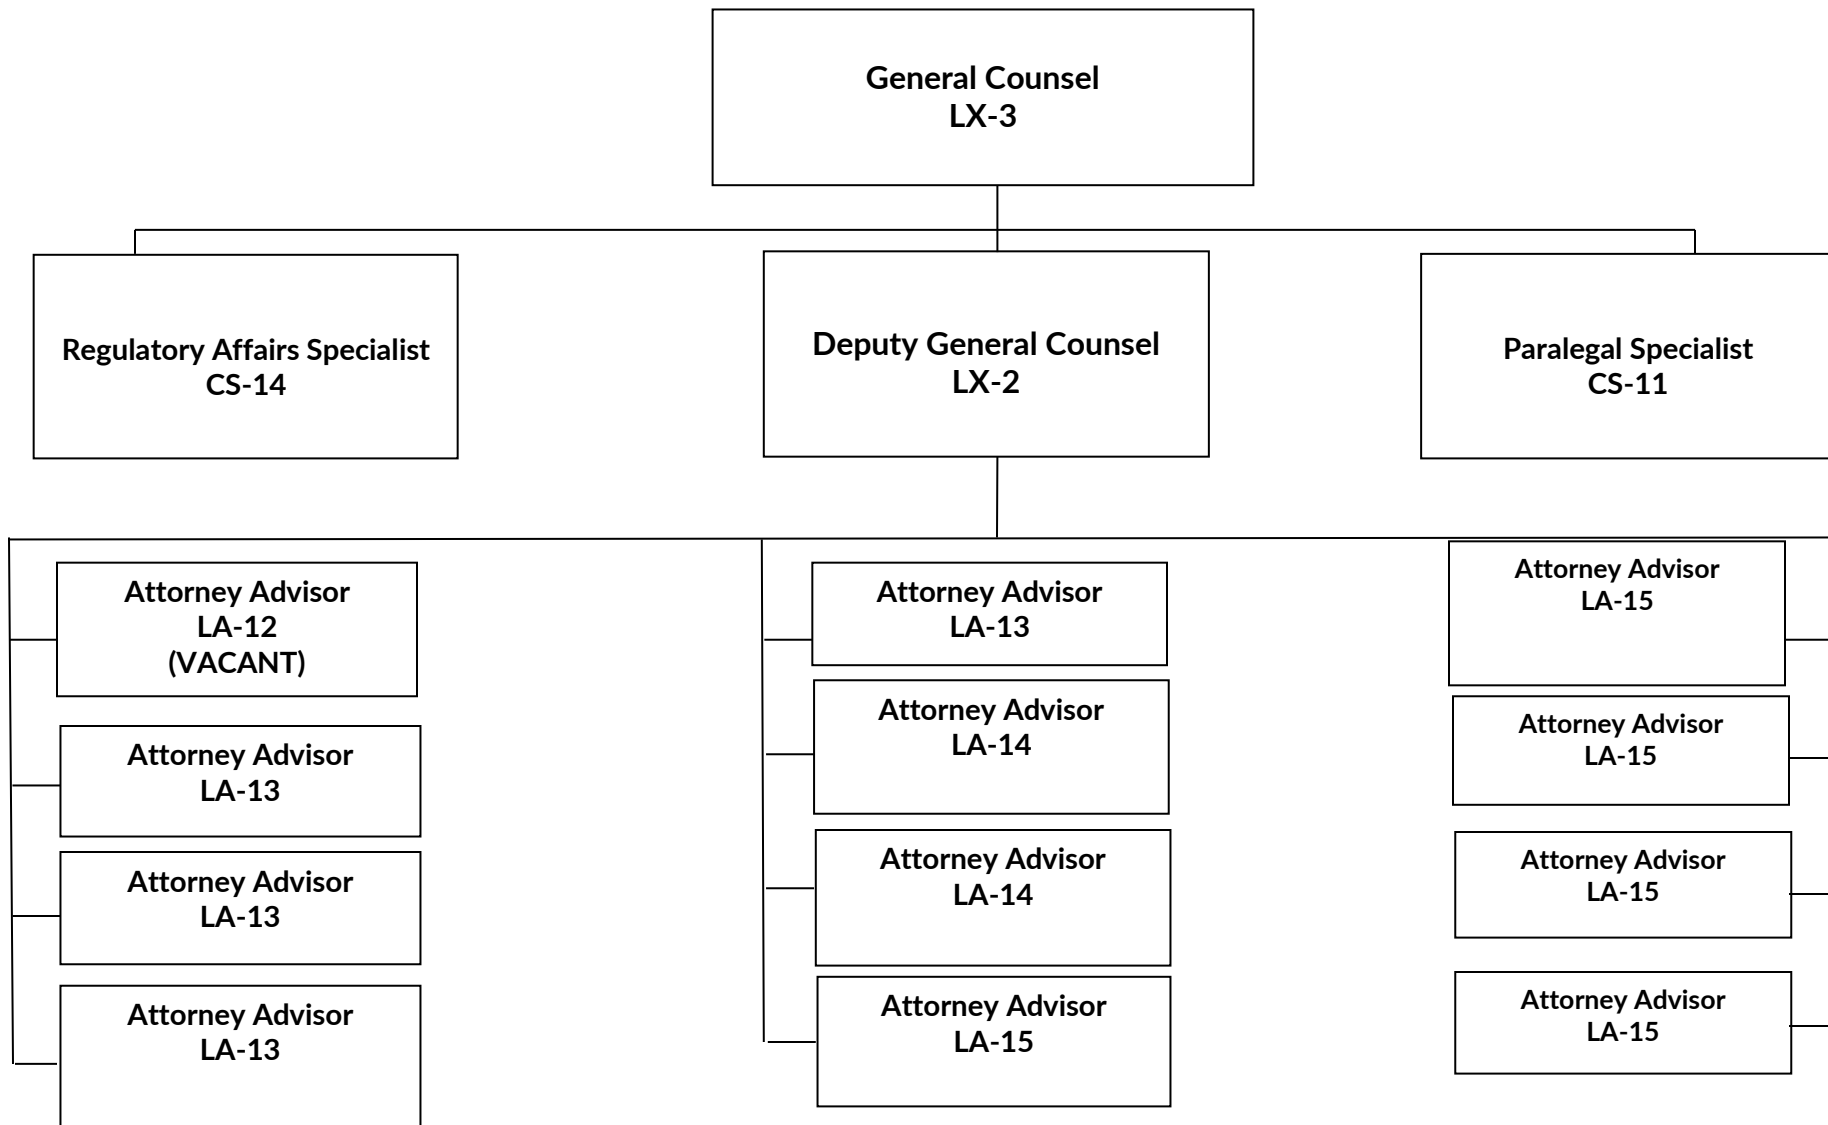 General Counsel
LX-3
Regulatory Affairs Specialist
CS-14
Deputy General Counsel
LX-2
Paralegal Specialist
CS-11
Attorney Advisor
LA-12
(VACANT)
Attorney Advisor
LA-13
Attorney Advisor
LA-13
Attorney Advisor
LA-13
Attorney Advisor
LA-13
Attorney Advisor
LA-14
Attorney Advisor
LA-14
Attorney Advisor
LA-15
Attorney Advisor
LA-15
Attorney Advisor
LA-15
Attorney Advisor
LA-15
Attorney Advisor
LA-15